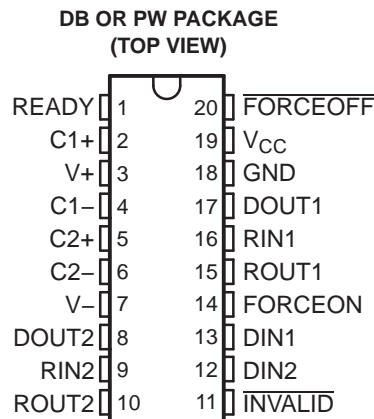 DB OR PW PACKAGE
(TOP VIEW)
READY 1 20 FORCEOFF
C1+ 2 19 VCC
V+ 3 18 GND
C1− 4 17 DOUT1
C2+ 5 16 RIN1
C2− 6 15 ROUT1
V− 7 14 FORCEON
DOUT2 8 13 DIN1
RIN2 9 12 DIN2
ROUT2 10 11 INVALID